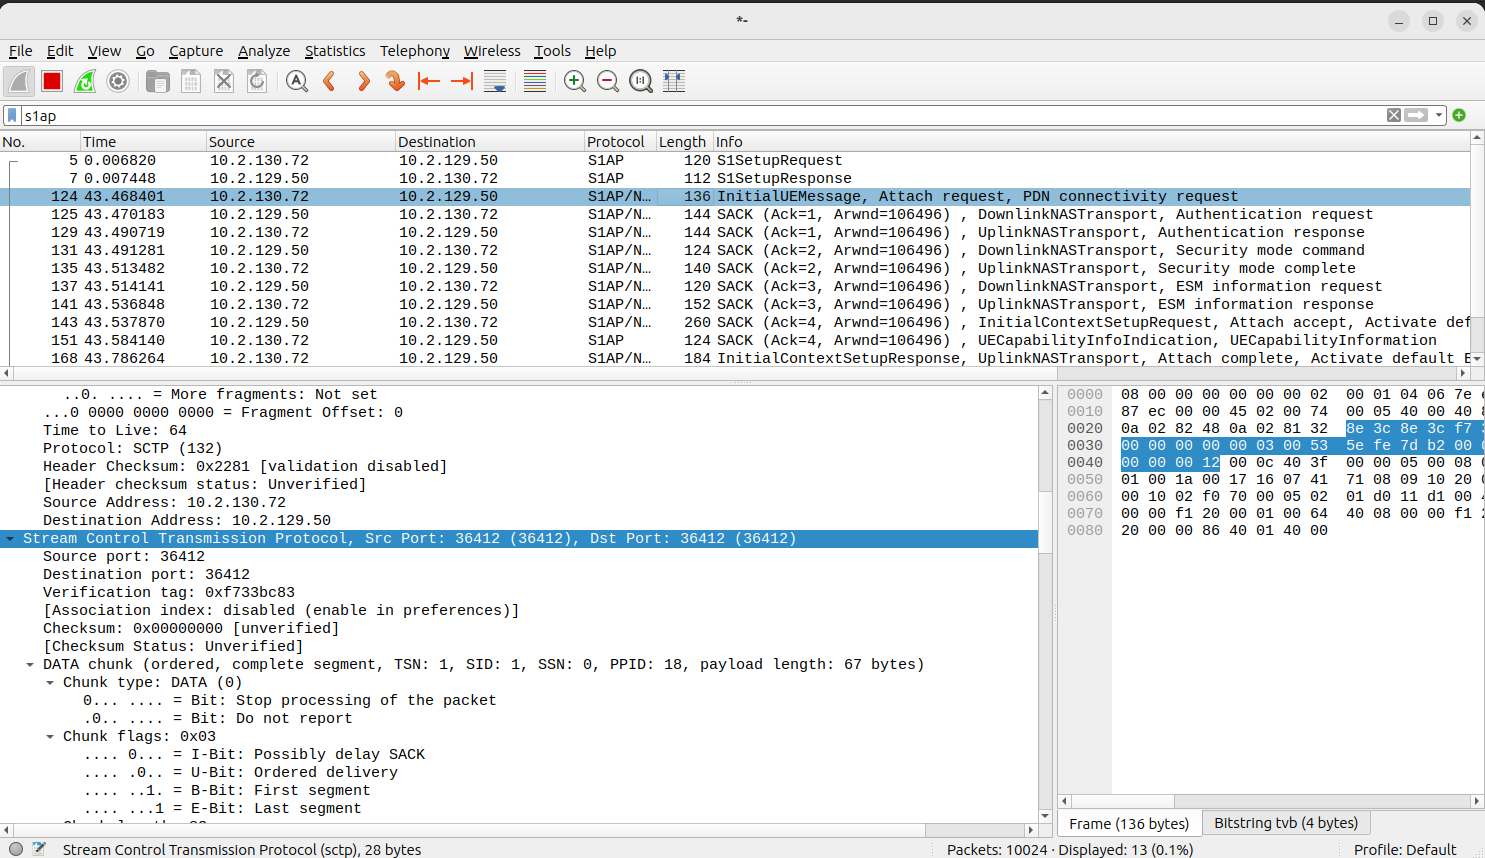 *-
File Edit View Go Capture Analyze Statistics Telephony Wireless Tools Help
s1ap
No. Time Source Destination Protocol Length Info
5 0.006820 10.2.130.72 10.2.129.50 S1AP 120 S1SetupRequest
7 0.007448 10.2.129.50 10.2.130.72 S1AP 112 S1SetupResponse
124 43.468401 10.2.130.72 10.2.129.50 S1AP/N… 136 InitialUEMessage, Attach request, PDN connectivity request
125 43.470183 10.2.129.50 10.2.130.72 S1AP/N… 144 SACK (Ack=1, Arwnd=106496) , DownlinkNASTransport, Authentication request
129 43.490719 10.2.130.72 10.2.129.50 S1AP/N… 144 SACK (Ack=1, Arwnd=106496) , UplinkNASTransport, Authentication response
131 43.491281 10.2.129.50 10.2.130.72 S1AP/N… 124 SACK (Ack=2, Arwnd=106496) , DownlinkNASTransport, Security mode command
135 43.513482 10.2.130.72 10.2.129.50 S1AP/N… 140 SACK (Ack=2, Arwnd=106496) , UplinkNASTransport, Security mode complete
137 43.514141 10.2.129.50 10.2.130.72 S1AP/N… 120 SACK (Ack=3, Arwnd=106496) , DownlinkNASTransport, ESM information request
141 43.536848 10.2.130.72 10.2.129.50 S1AP/N… 152 SACK (Ack=3, Arwnd=106496) , UplinkNASTransport, ESM information response
143 43.537870 10.2.129.50 10.2.130.72 S1AP/N… 260 SACK (Ack=4, Arwnd=106496) , InitialContextSetupRequest, Attach accept, Activate def
151 43.584140 10.2.130.72 10.2.129.50 S1AP 124 SACK (Ack=4, Arwnd=106496) , UECapabilityInfoIndication, UECapabilityInformation
168 43.786264 10.2.130.72 10.2.129.50 S1AP/N… 184 InitialContextSetupResponse, UplinkNASTransport, Attach complete, Activate default E
..0. .... = More fragments: Not set
...0 0000 0000 0000 = Fragment Offset: 0
Time to Live: 64
Protocol: SCTP (132)
Header Checksum: 0x2281 [validation disabled]
[Header checksum status: Unverified]
Source Address: 10.2.130.72
Destination Address: 10.2.129.50
Stream Control Transmission Protocol, Src Port: 36412 (36412), Dst Port: 36412 (36412)
Source port: 36412
Destination port: 36412
Verification tag: 0xf733bc83
[Association index: disabled (enable in preferences)]
Checksum: 0x00000000 [unverified]
[Checksum Status: Unverified]
DATA chunk (ordered, complete segment, TSN: 1, SID: 1, SSN: 0, PPID: 18, payload length: 67 bytes)
Chunk type: DATA (0)
0... .... = Bit: Stop processing of the packet
.0.. .... = Bit: Do not report
Chunk flags: 0x03
.... 0... = I-Bit: Possibly delay SACK
.... .0.. = U-Bit: Ordered delivery
.... ..1. = B-Bit: First segment
.... ...1 = E-Bit: Last segment
0000 08 00 00 00 00 00 00 02 00 01 04 06 7e
0010 87 ec 00 00 45 02 00 74 00 05 40 00 40
0020 0a 02 82 48 0a 02 81 32 8e 3c 8e 3c f7
0030 00 00 00 00 00 03 00 53 5e fe 7d b2 00
0040 00 00 00 12 00 0c 40 3f 00 00 05 00 08
0050 01 00 1a 00 17 16 07 41 71 08 09 10 20
0060 00 10 02 f0 70 00 05 02 01 d0 11 d1 00
0070 00 00 f1 20 00 01 00 64 40 08 00 00 f1
0080 20 00 00 86 40 01 40 00
Frame (136 bytes) Bitstring tvb (4 bytes)
Stream Control Transmission Protocol (sctp), 28 bytes Packets: 10024 · Displayed: 13 (0.1%) Profile: Default